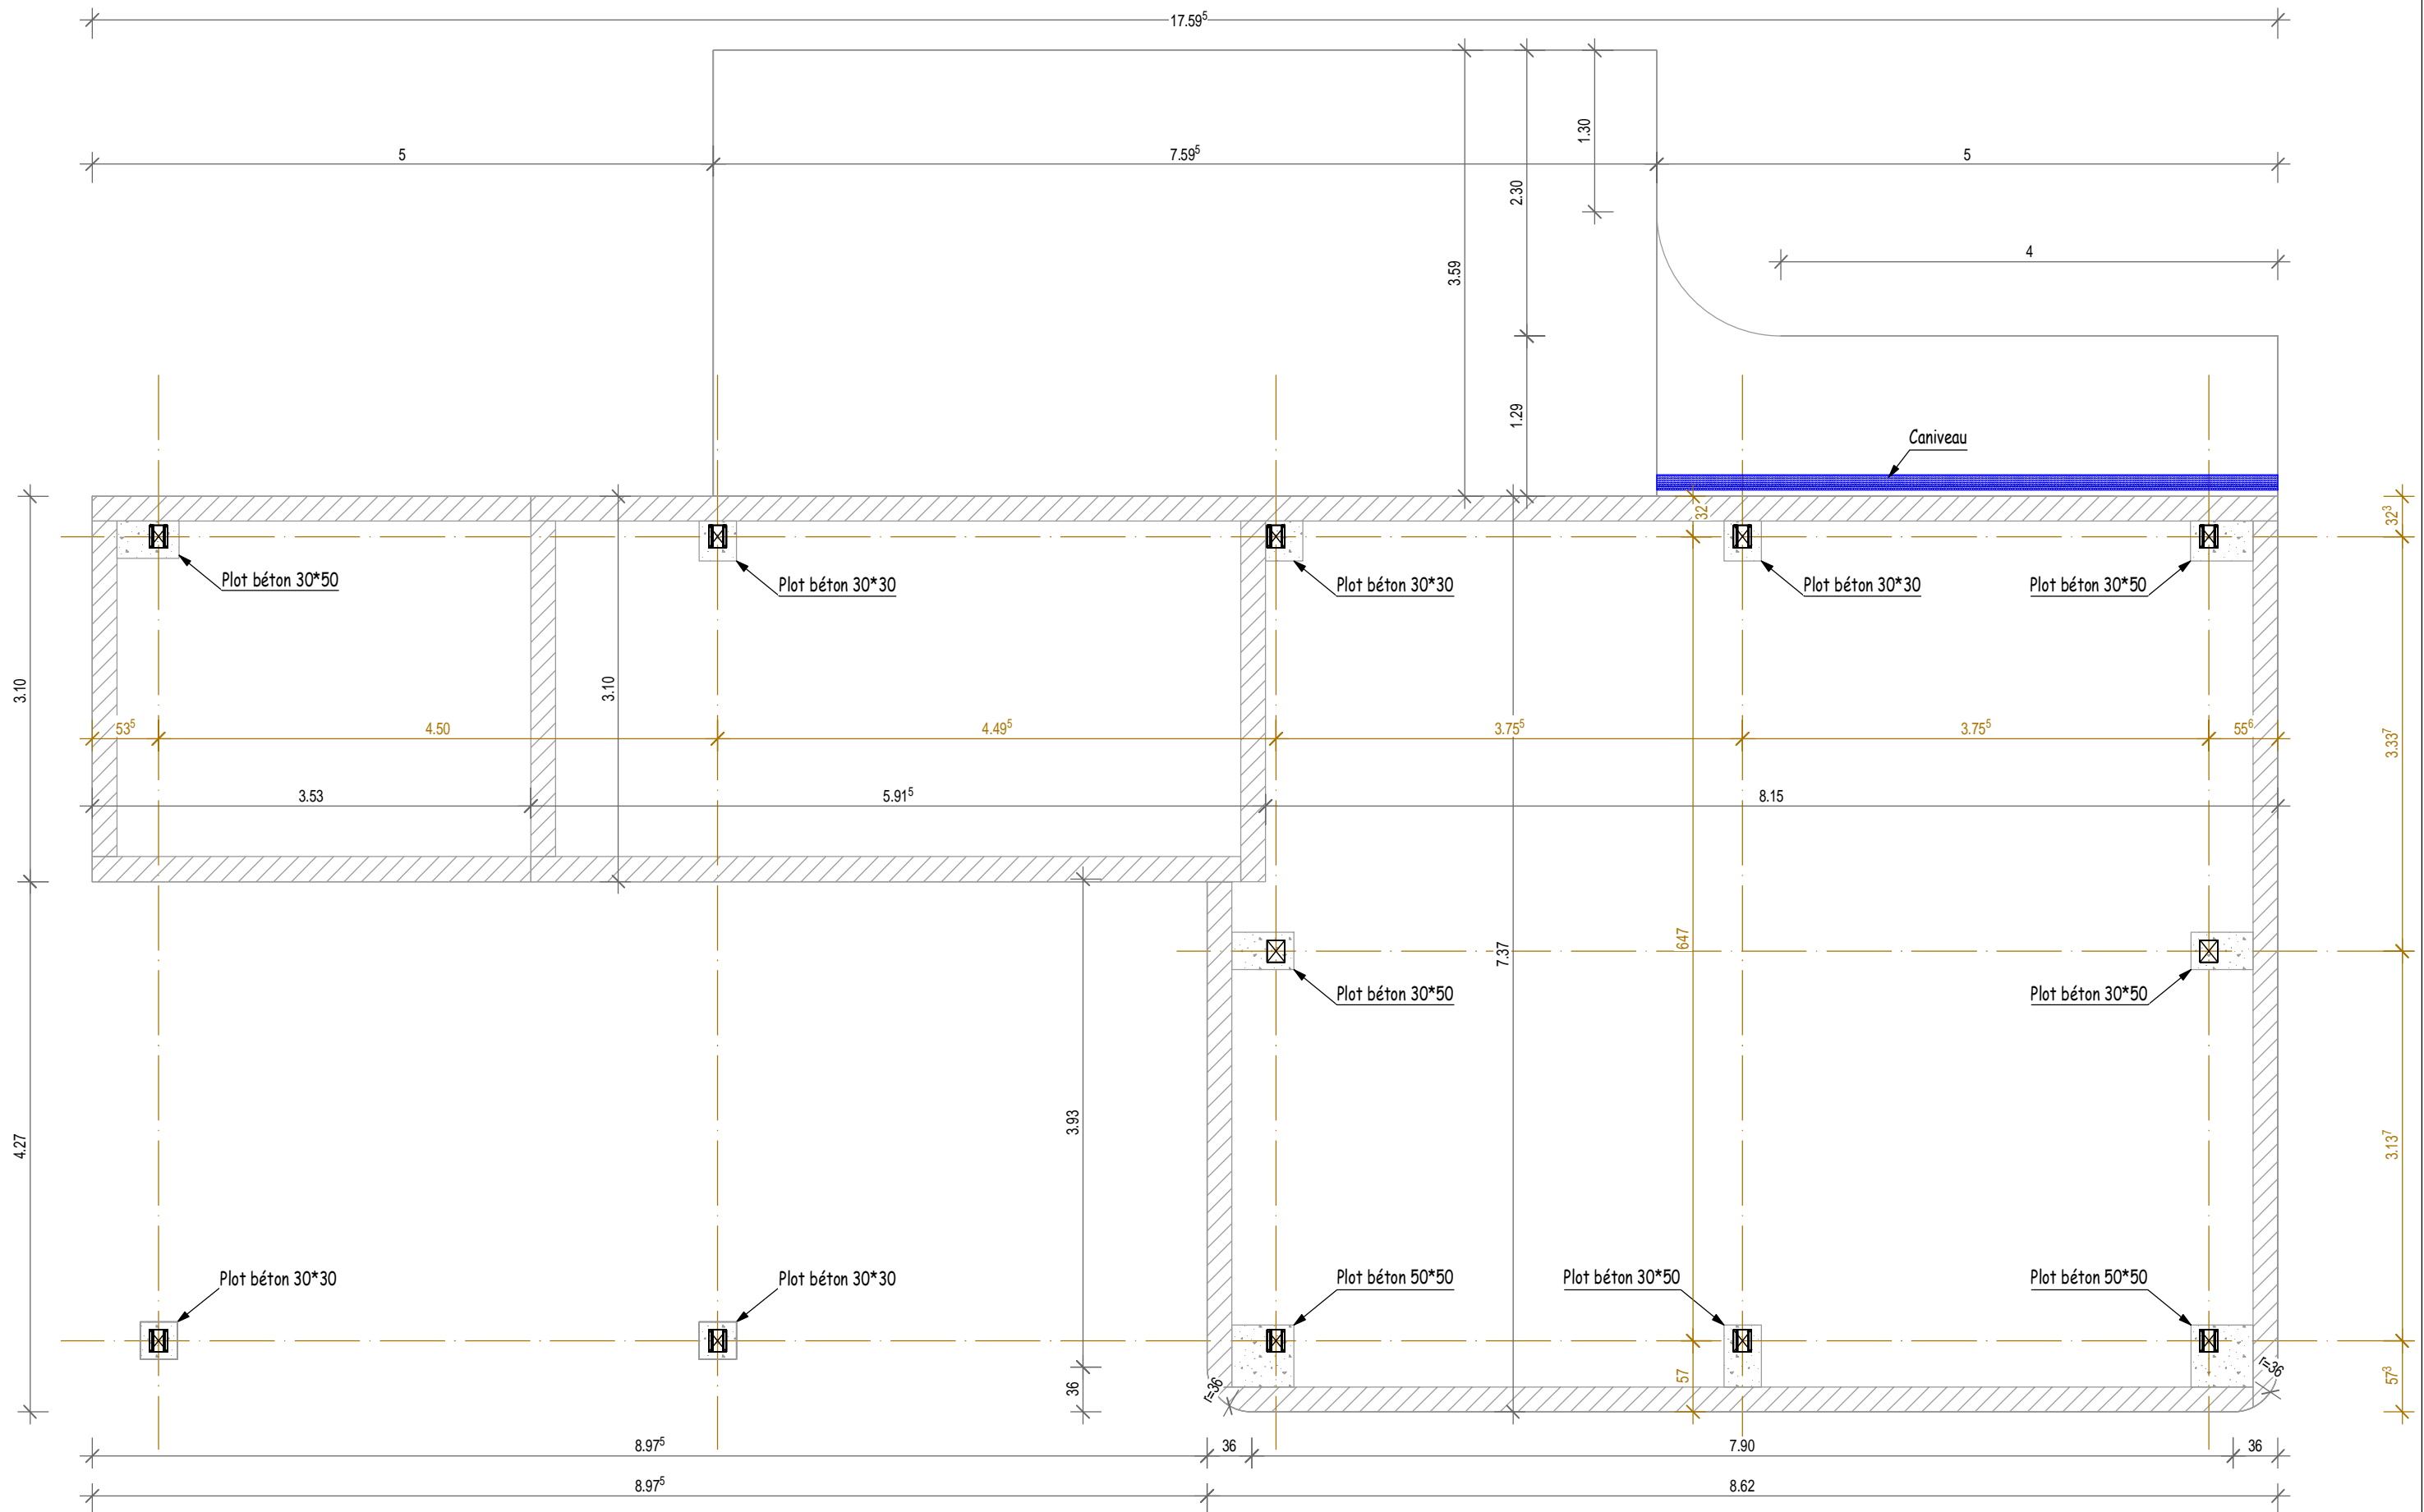 17.59⁵
5
7.59⁵
5
1.30
2.30
3.59
4
1.29
Caniveau
32
32³
Plot béton 30*50
Plot béton 30*30
Plot béton 30*30
Plot béton 30*30
Plot béton 30*50
3.10
3.10
53⁵
4.50
4.49⁵
3.75⁵
3.75⁵
55⁶
3.33⁷
3.53
5.91⁵
8.15
647
7.37
Plot béton 30*50
Plot béton 30*50
4.27
3.93
3.13⁷
Plot béton 30*30
Plot béton 30*30
Plot béton 50*50
Plot béton 30*50
Plot béton 50*50
36
r=36
57
r=36
57³
8.97⁵
36
7.90
36
8.97⁵
8.62